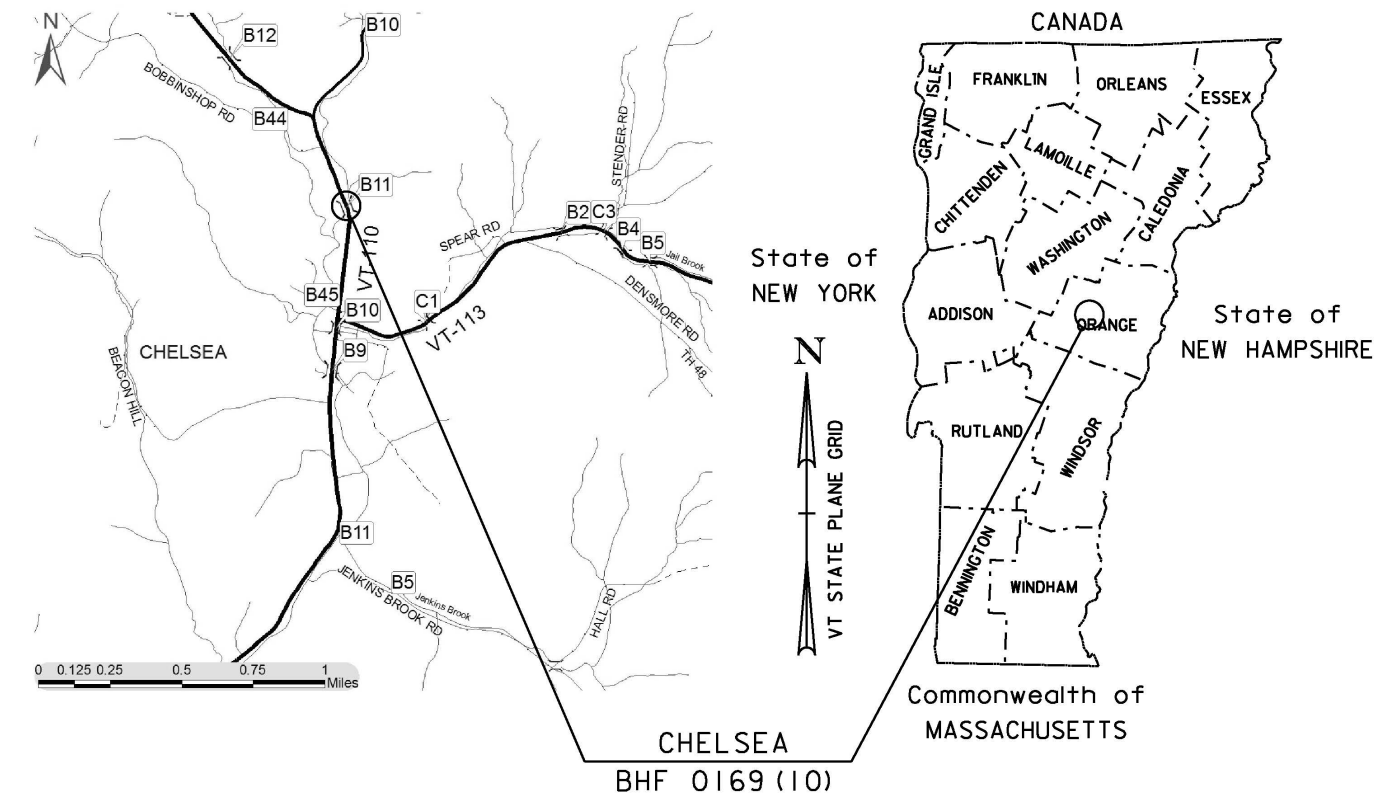 N
B12
B10
BOBBINSHOP RD
B44
B11
STENDER RD
VT-110
SPEAR RD
B2
C3
B4
B5
Jail Brook
DENSMORE RD
TH 48
B45
B10
C1
VT-113
B9
CHELSEA
BEACON HILL
B11
JENKINS BROOK RD
B5
Jenkins Brook
HALL RD
0 0.125 0.25 0.5 0.75 1
Miles
CANADA
GRAND ISLE
FRANKLIN
ORLEANS
ESSEX
LAMOILLE
CHITTENDEN
CALEDONIA
WASHINGTON
State of
NEW YORK
ADDISON
ORANGE
State of
NEW HAMPSHIRE
N
VT STATE PLANE GRID
RUTLAND
WINDSOR
BENNINGTON
WINDHAM
Commonwealth of
MASSACHUSETTS
CHELSEA
BHF 0169(10)